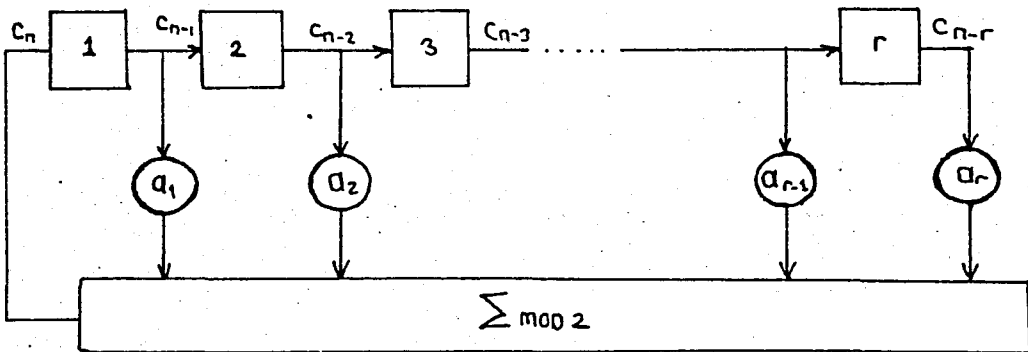 Cn 1 Cn-1 2 Cn-2 3 Cn-3 ..... r Cn-r
a1 a2 ar-1 ar
∑ MOD 2